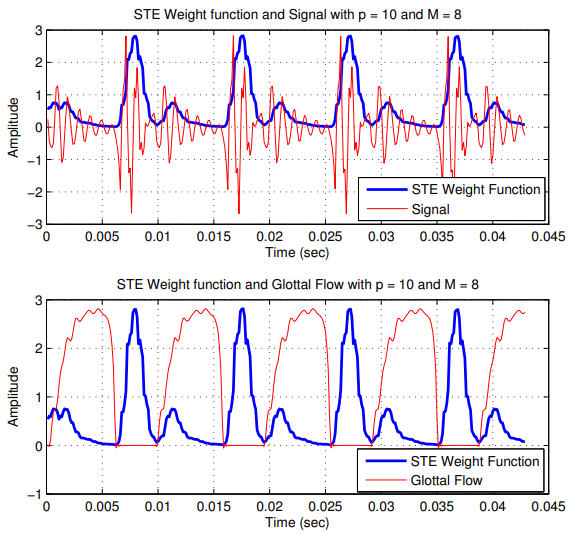 STE Weight function and Signal with p = 10 and M = 8
3
2
1
0
−1
−2
−3
Amplitude
STE Weight Function
Signal
0 0.005 0.01 0.015 0.02 0.025 0.03 0.035 0.04 0.045
Time (sec)
STE Weight function and Glottal Flow with p = 10 and M = 8
3
2
1
0
−1
Amplitude
STE Weight Function
Glottal Flow
0 0.005 0.01 0.015 0.02 0.025 0.03 0.035 0.04 0.045
Time (sec)